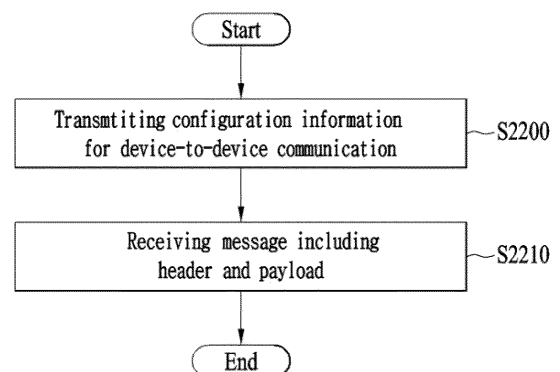 Start
Transmtiting configuration information
for device-to-device communication
S2200
Receiving message including
header and payload
S2210
End